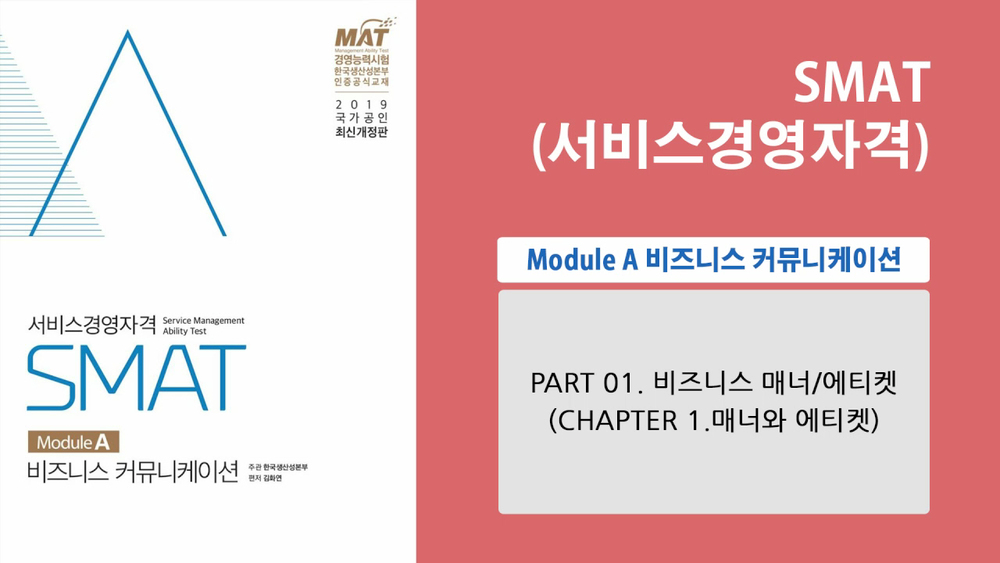 MAT
Management Ability Test
경영능력시험
한국생산성본부
인증공식교재
2019
국가공인
최신개정판
서비스경영자격 Service Management
Ability Test
SMAT
Module A
비즈니스 커뮤니케이션 주관 한국생산성본부
편저 김화연
SMAT
(서비스경영자격)
Module A 비즈니스 커뮤니케이션
PART 01. 비즈니스 매너/에티켓
(CHAPTER 1.매너와 에티켓)